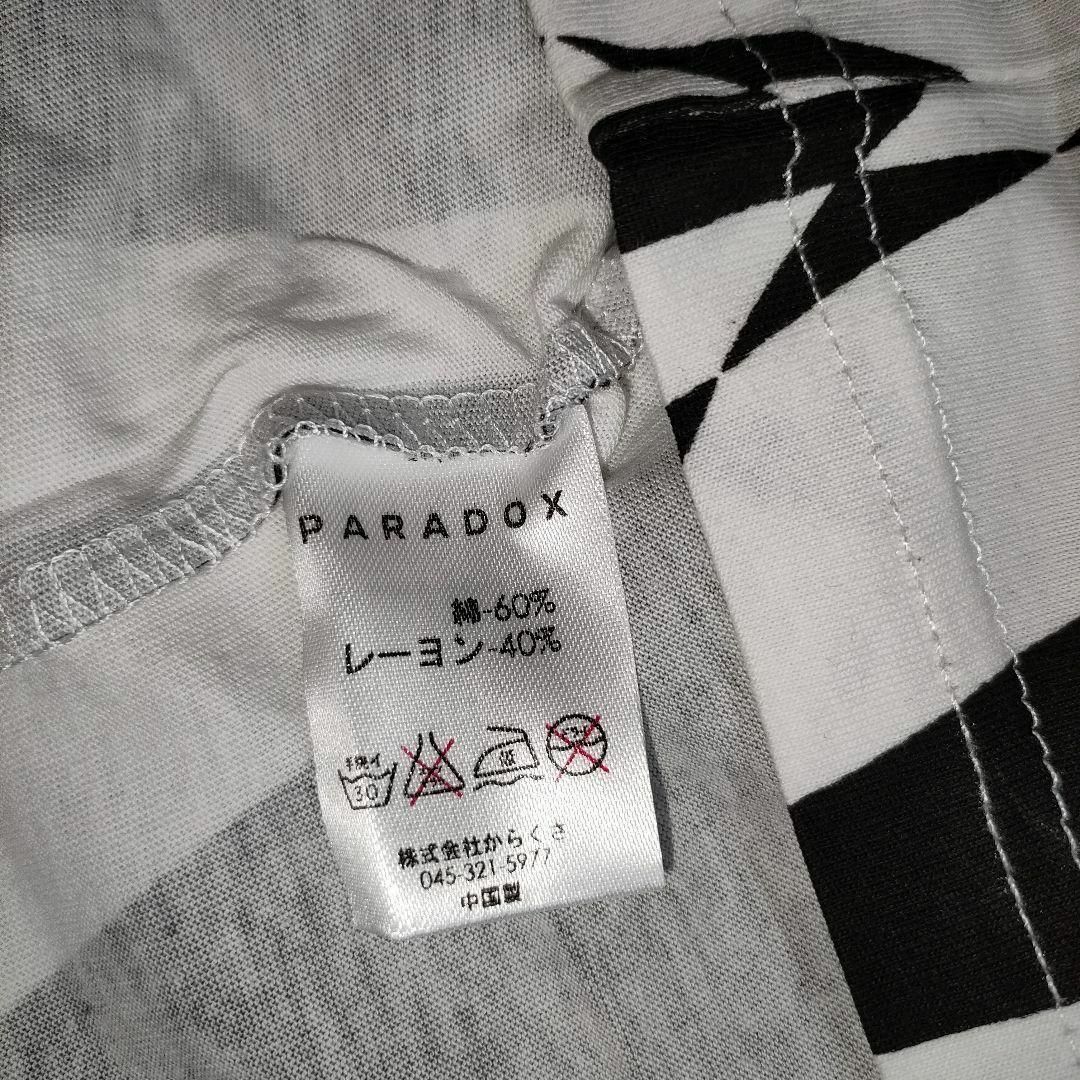 PARADOX
綿-60%
レーヨン-40%
手洗イ
30
株式会社からくさ
045-321-5977
中国製